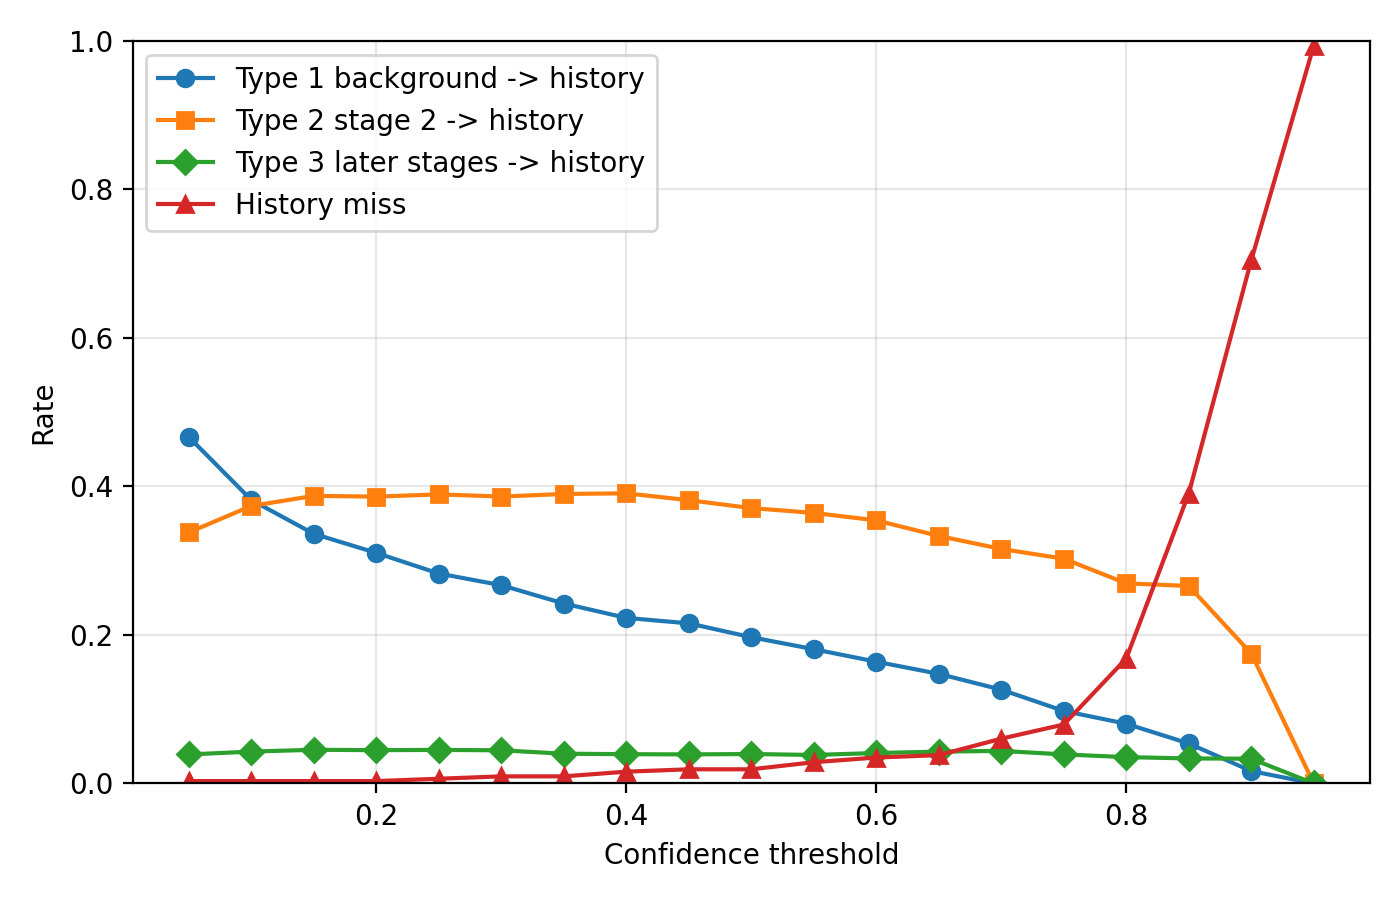 1.0
0.8
0.6
0.4
0.2
0.0
Rate
Type 1 background -> history
Type 2 stage 2 -> history
Type 3 later stages -> history
History miss
0.2
0.4
0.6
0.8
Confidence threshold